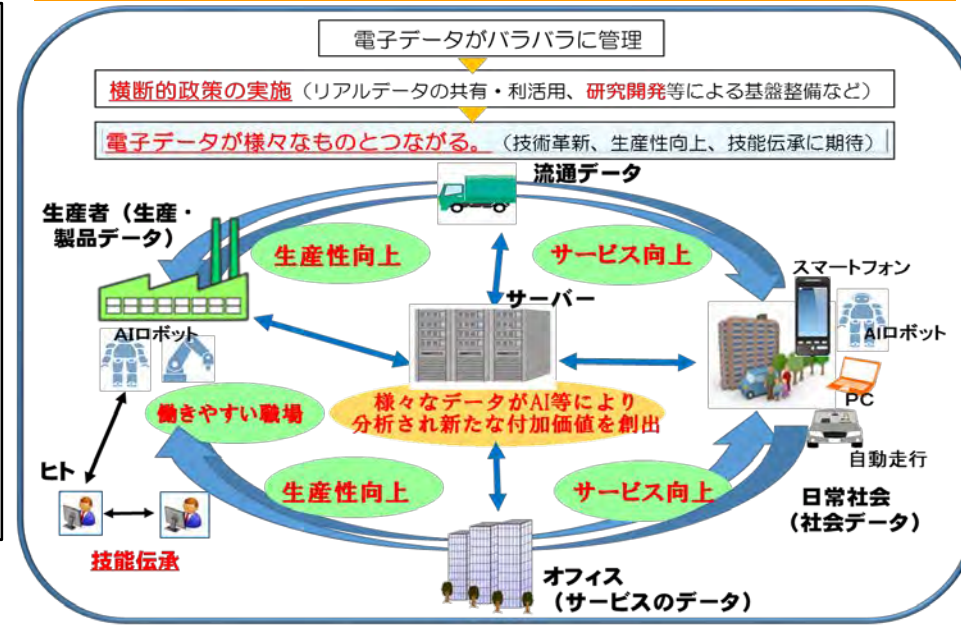 電子データがバラバラに管理
横断的政策の実施（リアルデータの共有・利活用、研究開発等による基盤整備など）
電子データが様々なものとつながる。（技術革新、生産性向上、技能伝承に期待）
流通データ
生産者（生産・
製品データ）
生産性向上
サービス向上
スマートフォン
サーバー
AIロボット
AIロボット
様々なデータがAI等により
分析され新たな付加価値を創出
働きやすい職場
PC
自動走行
ヒト
生産性向上
サービス向上
日常社会
（社会データ）
技能伝承
オフィス
（サービスのデータ）